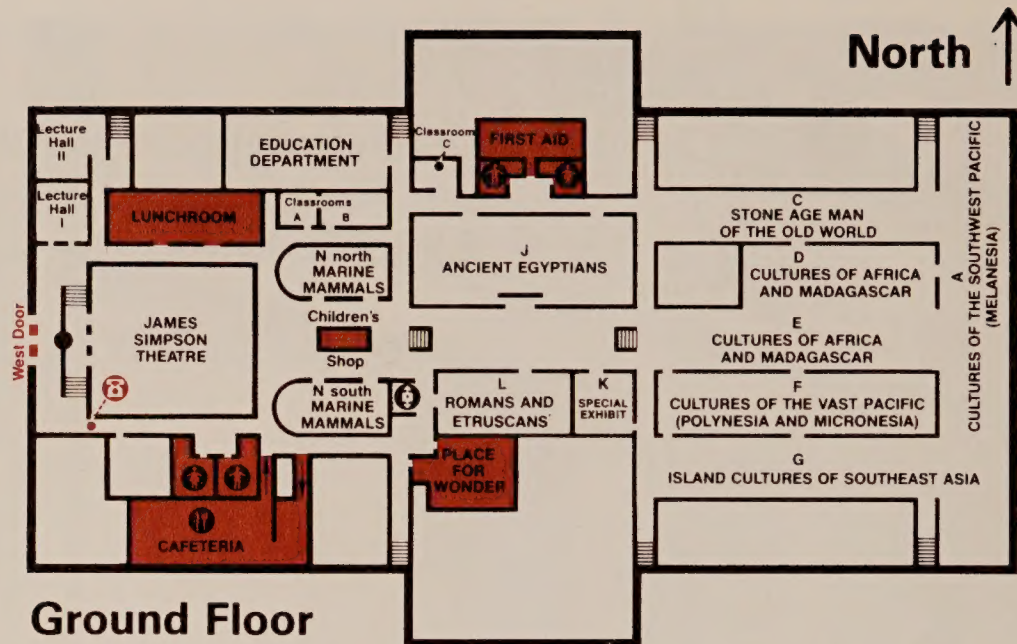 North
Lecture
Hall
II
EDUCATION
DEPARTMENT
Classroom
C
FIRST AID
Lecture
Hall
I
LUNCHROOM
Classrooms
A B
C
STONE AGE MAN
OF THE OLD WORLD
N north
MARINE
MAMMALS
J
ANCIENT EGYPTIANS
D
CULTURES OF AFRICA
AND MADAGASCAR
A
CULTURES OF THE SOUTHWEST PACIFIC
(MELANESIA)
West Door
JAMES
SIMPSON
THEATRE
Children's
Shop
E
CULTURES OF AFRICA
AND MADAGASCAR
N south
MARINE
MAMMALS
L
ROMANS AND
ETRUSCANS
K
SPECIAL
EXHIBIT
F
CULTURES OF THE VAST PACIFIC
(POLYNESIA AND MICRONESIA)
PLACE
FOR
WONDER
G
ISLAND CULTURES OF SOUTHEAST ASIA
CAFETERIA
Ground Floor